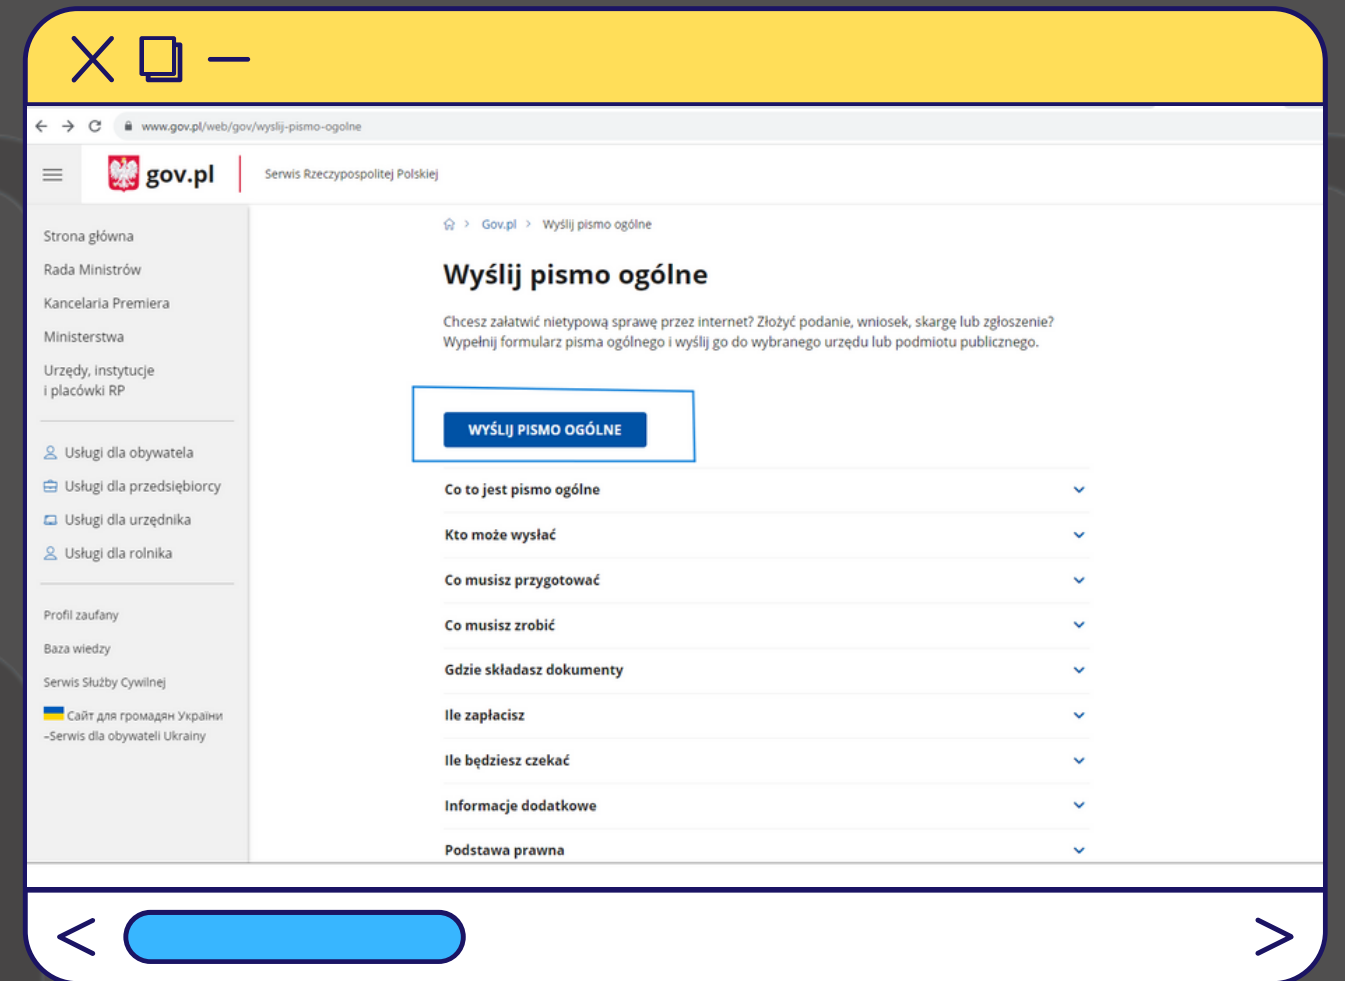 www.gov.pl/web/gov/wyslij-pismo-ogolne
gov.pl
Serwis Rzeczypospolitej Polskiej
Strona główna
Rada Ministrów
Kancelaria Premiera
Ministerstwa
Urzędy, instytucje
i placówki RP
Usługi dla obywatela
Usługi dla przedsiębiorcy
Usługi dla urzędnika
Usługi dla rolnika
Profil zaufany
Baza wiedzy
Serwis Służby Cywilnej
Сайт для громадян України
–Serwis dla obywateli Ukrainy
Gov.pl > Wyślij pismo ogólne
Wyślij pismo ogólne
Chcesz załatwić nietypową sprawę przez internet? Złożyć podanie, wniosek, skargę lub zgłoszenie?
Wypełnij formularz pisma ogólnego i wyślij go do wybranego urzędu lub podmiotu publicznego.
WYŚLIJ PISMO OGÓLNE
Co to jest pismo ogólne
Kto może wysłać
Co musisz przygotować
Co musisz zrobić
Gdzie składasz dokumenty
Ile zapłacisz
Ile będziesz czekać
Informacje dodatkowe
Podstawa prawna